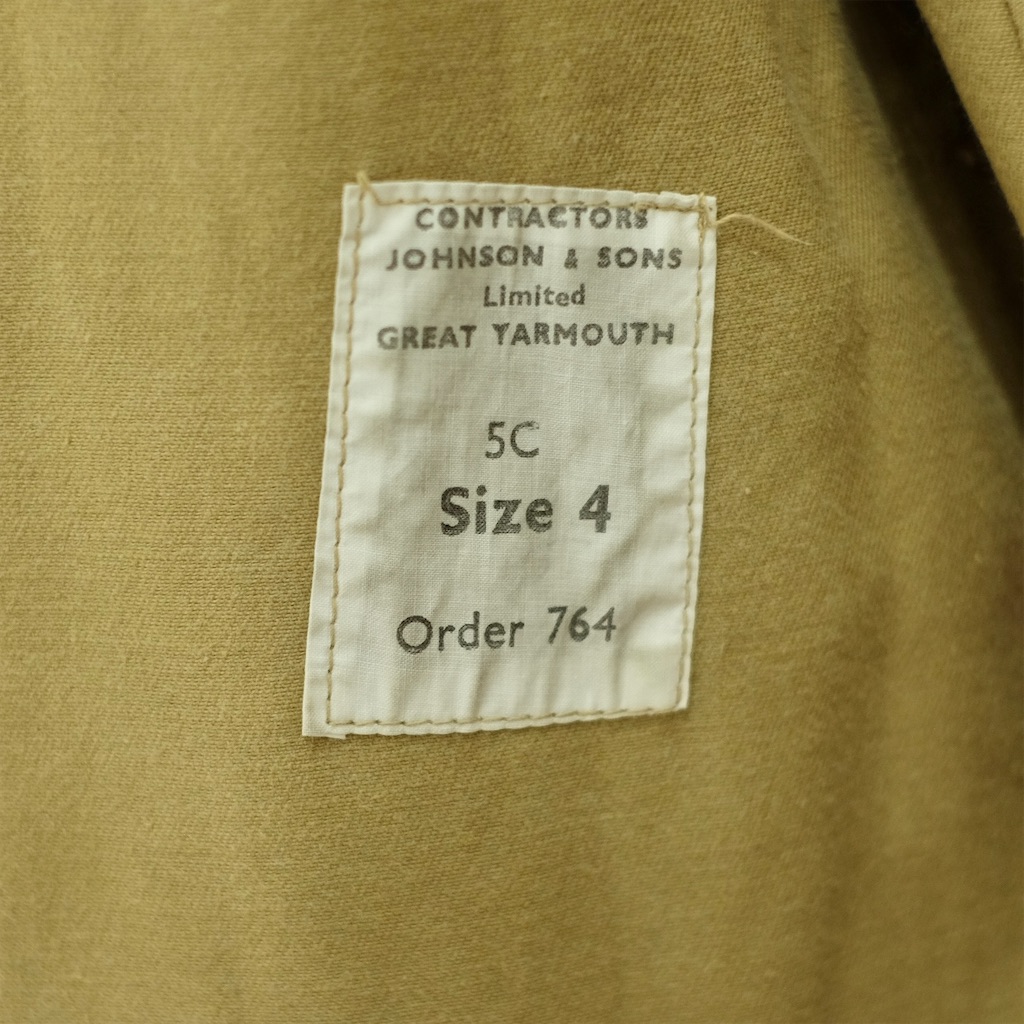 CONTRACTORS
JOHNSON & SONS
Limited
GREAT YARMOUTH
5C
Size 4
Order 764